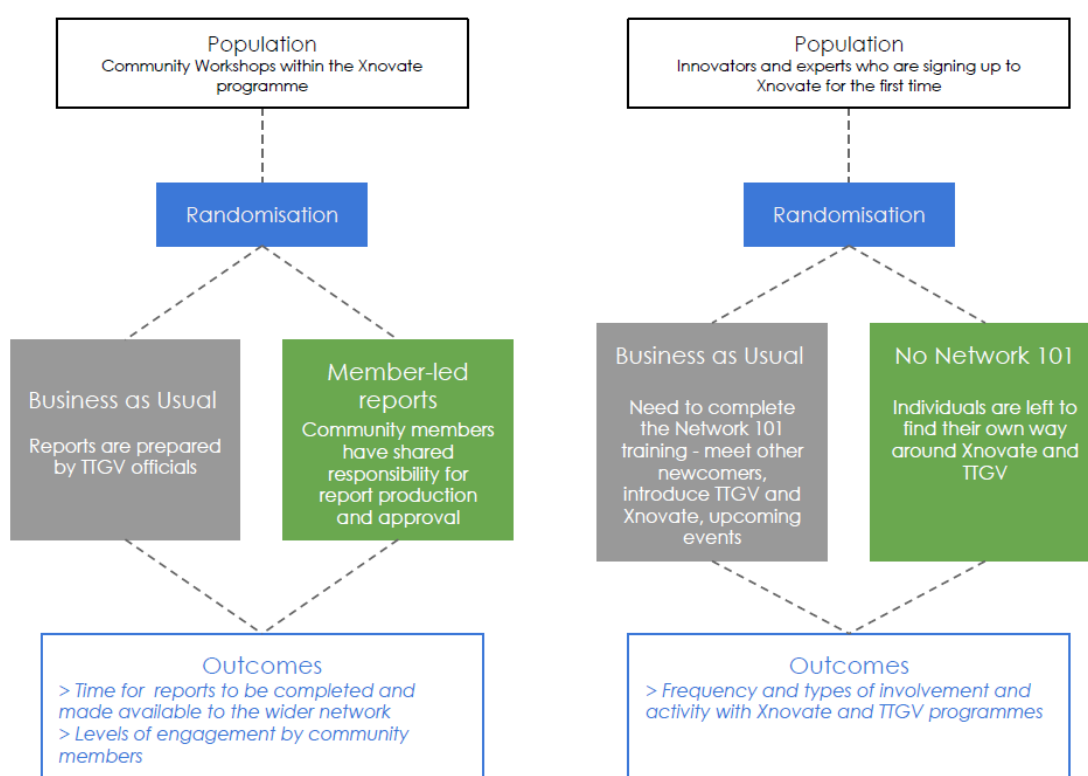 Population
Community Workshops within the Xnovate
programme
Randomisation
Business as Usual
Reports are prepared
by TTGV officials
Member-led
reports
Community members
have shared
responsibility for
report production
and approval
Outcomes
> Time for reports to be completed and
made available to the wider network
> Levels of engagement by community
members
Population
Innovators and experts who are signing up to
Xnovate for the first time
Randomisation
Business as Usual
Need to complete
the Network 101
training - meet other
newcomers,
introduce TTGV and
Xnovate, upcoming
events
No Network 101
Individuals are left to
find their own way
around Xnovate and
TTGV
Outcomes
> Frequency and types of involvement and
activity with Xnovate and TTGV programmes